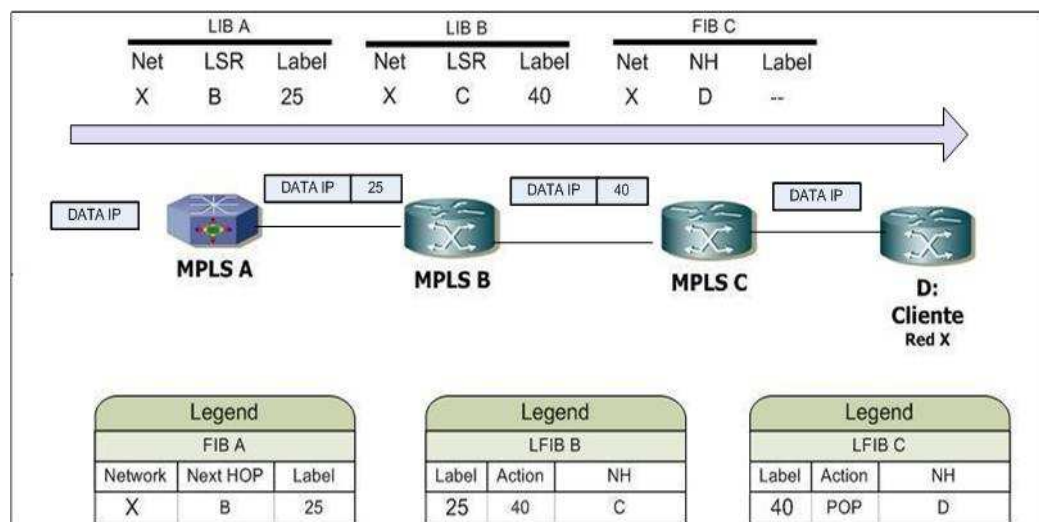 LIB A LIB B FIB C
Net LSR Label Net LSR Label Net NH Label
X B 25 X C 40 X D --
DATA IP 25 DATA IP 40 DATA IP
DATA IP
MPLS A MPLS B MPLS C D:
Cliente
Red X
Legend Legend Legend
FIB A LFIB B LFIB C
Network Next HOP Label Label Action NH Label Action NH
X B 25 25 40 C 40 POP D